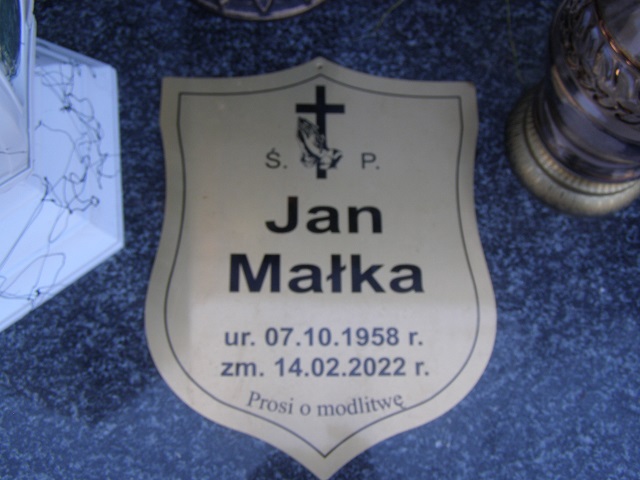 Ś. P.
Jan
Małka
ur. 07.10.1958 r.
zm. 14.02.2022 r.
Prosi o modlitwę